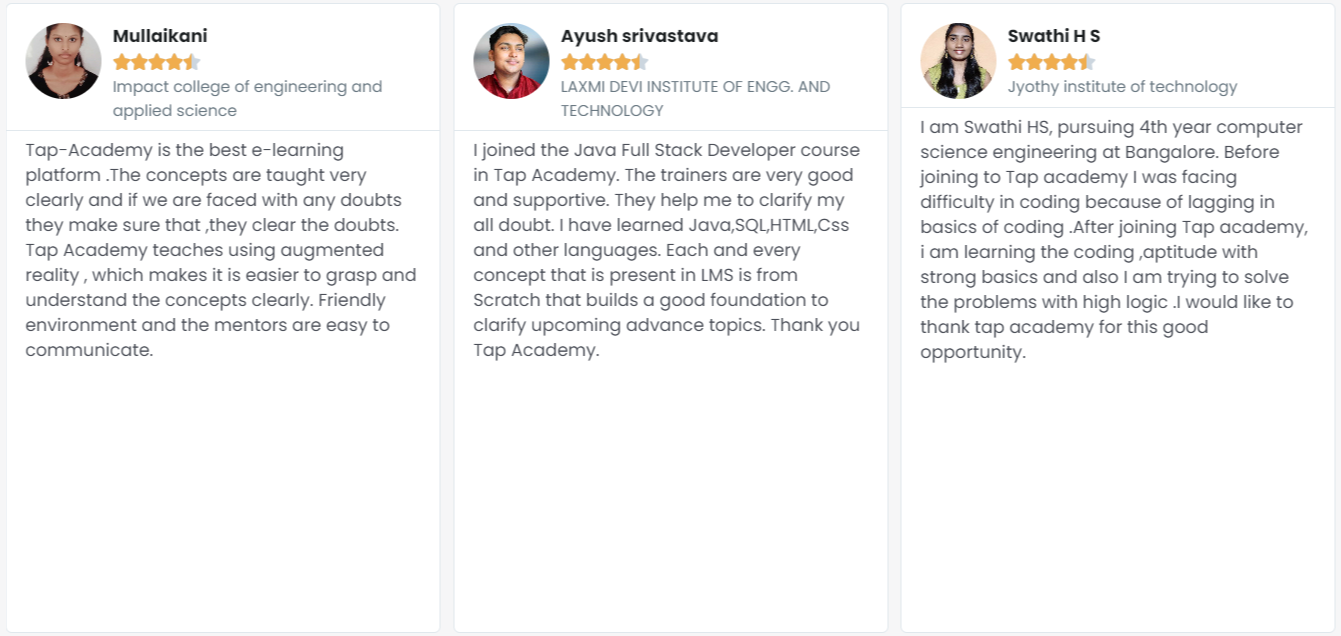 Mullaikani
Impact college of engineering and
applied science
Tap-Academy is the best e-learning
platform .The concepts are taught very
clearly and if we are faced with any doubts
they make sure that ,they clear the doubts.
Tap Academy teaches using augmented
reality , which makes it is easier to grasp and
understand the concepts clearly. Friendly
environment and the mentors are easy to
communicate.
Ayush srivastava
LAXMI DEVI INSTITUTE OF ENGG. AND
TECHNOLOGY
I joined the Java Full Stack Developer course
in Tap Academy. The trainers are very good
and supportive. They help me to clarify my
all doubt. I have learned Java,SQL,HTML,Css
and other languages. Each and every
concept that is present in LMS is from
Scratch that builds a good foundation to
clarify upcoming advance topics. Thank you
Tap Academy.
Swathi H S
Jyothy institute of technology
I am Swathi HS, pursuing 4th year computer
science engineering at Bangalore. Before
joining to Tap academy I was facing
difficulty in coding because of lagging in
basics of coding .After joining Tap academy,
i am learning the coding ,aptitude with
strong basics and also I am trying to solve
the problems with high logic .I would like to
thank tap academy for this good
opportunity.